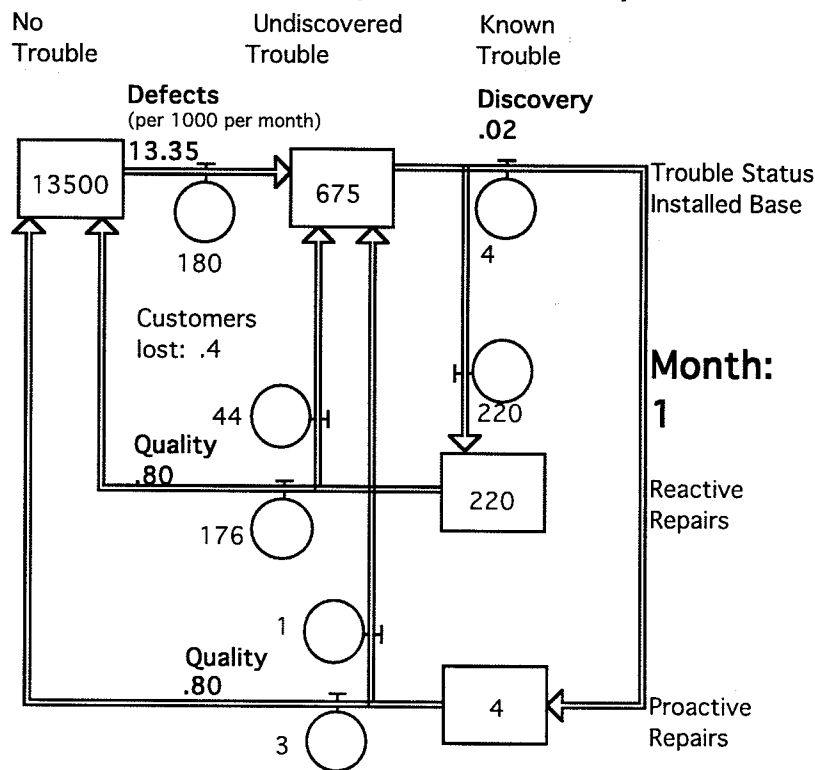 No
Trouble
Undiscovered
Trouble
Known
Trouble
Defects
(per 1000 per month)
13.35
Discovery
.02
13500
675
Trouble Status
Installed Base
180
4
Customers
lost: .4
Month:
1
44
220
Quality
.80
176
220
Reactive
Repairs
1
Quality
.80
3
4
Proactive
Repairs